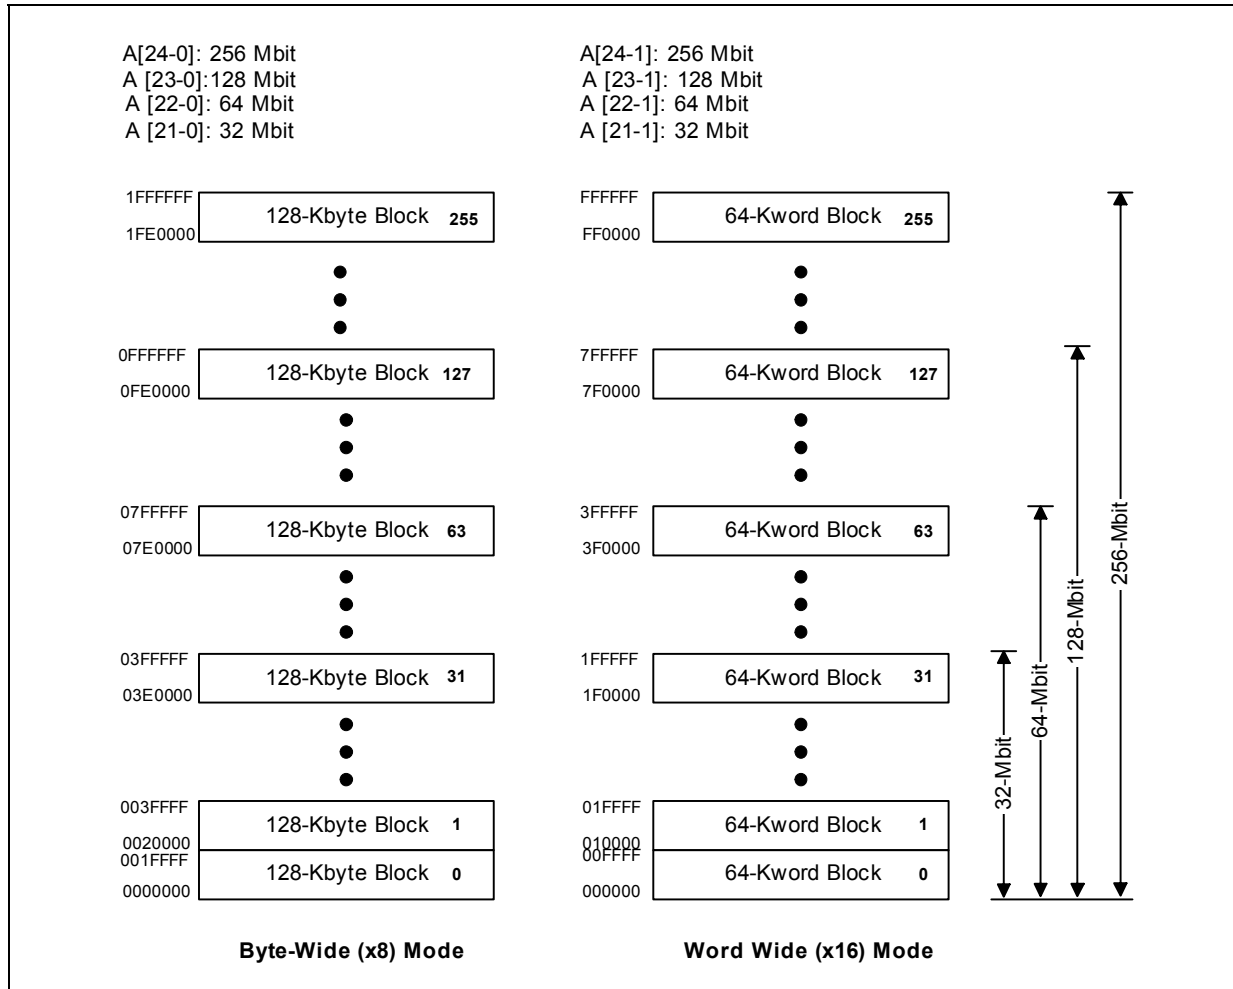 A[24-0]: 256 Mbit
A [23-0]:128 Mbit
A [22-0]: 64 Mbit
A [21-0]: 32 Mbit
A[24-1]: 256 Mbit
A [23-1]: 128 Mbit
A [22-1]: 64 Mbit
A [21-1]: 32 Mbit
1FFFFFF
128-Kbyte Block 255
1FE0000
0FFFFFF
128-Kbyte Block 127
0FE0000
07FFFFF
128-Kbyte Block 63
07E0000
03FFFFF
128-Kbyte Block 31
03E0000
003FFFF
128-Kbyte Block 1
0020000
001FFFF
128-Kbyte Block 0
0000000
Byte-Wide (x8) Mode
FFFFFF
64-Kword Block 255
FF0000
7FFFFF
64-Kword Block 127
7F0000
3FFFFF
64-Kword Block 63
3F0000
1FFFFF
64-Kword Block 31
1F0000
01FFFF
64-Kword Block 1
010000
00FFFF
64-Kword Block 0
000000
Word Wide (x16) Mode
32-Mbit
64-Mbit
128-Mbit
256-Mbit